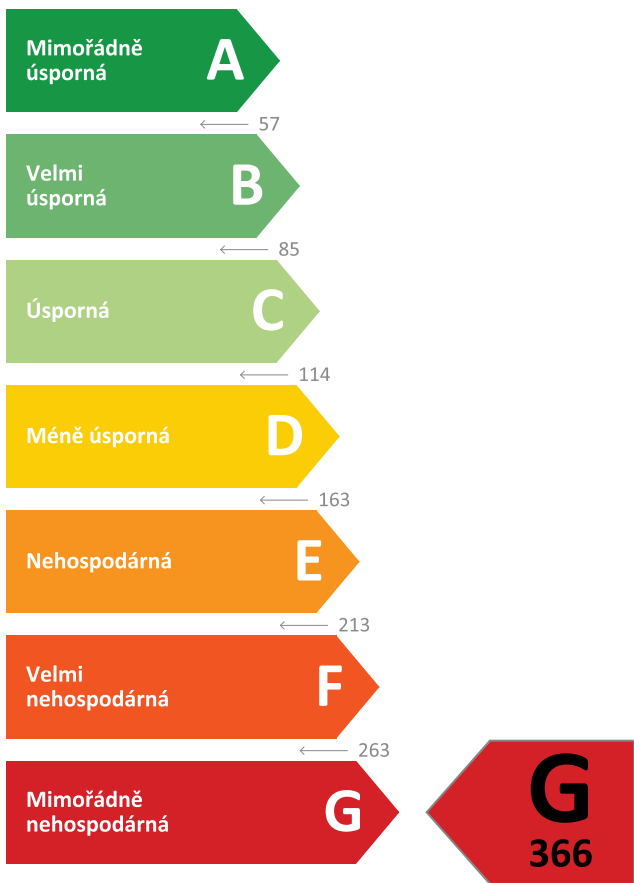 Mimořádně
úsporná
A
57
Velmi
úsporná
B
85
Úsporná
C
114
Méně úsporná
D
163
Nehospodárná
E
213
Velmi
nehospodárná
F
263
Mimořádně
nehospodárná
G
G
366